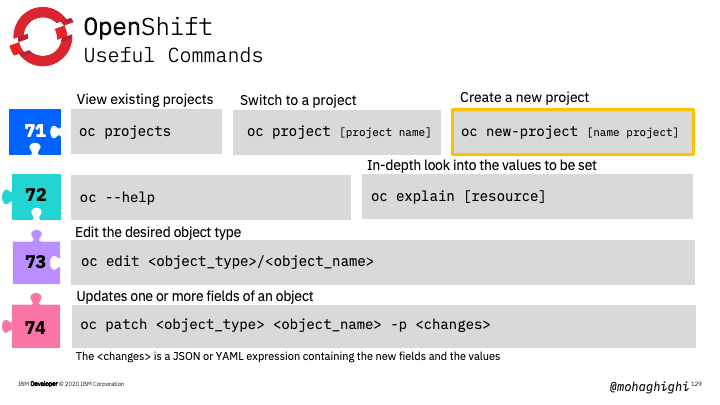 OpenShift
Useful Commands
View existing projects
Switch to a project
Create a new project
71
oc projects
oc project [project name]
oc new-project [name project]
In-depth look into the values to be set
72
oc --help
oc explain [resource]
Edit the desired object type
73
oc edit <object_type>/<object_name>
Updates one or more fields of an object
74
oc patch <object_type> <object_name> -p <changes>
The <changes> is a JSON or YAML expression containing the new fields and the values
IBM Developer © 2020 IBM Corporation
@mohaghighi
129